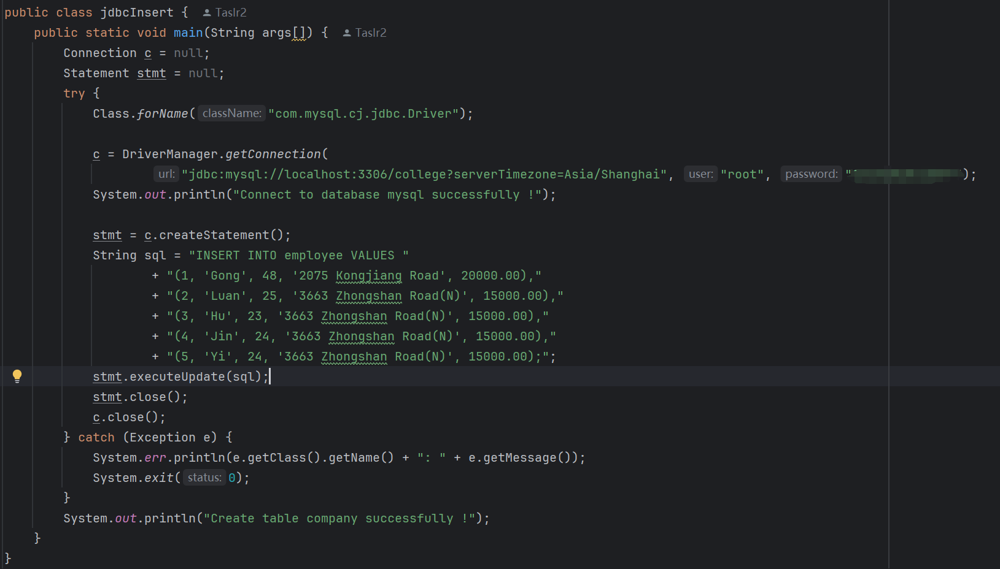 public class jdbcInsert { Taslr2
public static void main(String args[]) { Taslr2
Connection c = null;
Statement stmt = null;
try {
Class.forName( className: "com.mysql.cj.jdbc.Driver");
c = DriverManager.getConnection(
url: "jdbc:mysql://localhost:3306/college?serverTimezone=Asia/Shanghai", user: "root", password: " );
System.out.println("Connect to database mysql successfully !");
stmt = c.createStatement();
String sql = "INSERT INTO employee VALUES "
+ "(1, 'Gong', 48, '2075 Kongjiang Road', 20000.00),"
+ "(2, 'Luan', 25, '3663 Zhongshan Road(N)', 15000.00),"
+ "(3, 'Hu', 23, '3663 Zhongshan Road(N)', 15000.00),"
+ "(4, 'Jin', 24, '3663 Zhongshan Road(N)', 15000.00),"
+ "(5, 'Yi', 24, '3663 Zhongshan Road(N)', 15000.00);";
stmt.executeUpdate(sql);
stmt.close();
c.close();
} catch (Exception e) {
System.err.println(e.getClass().getName() + ": " + e.getMessage());
System.exit( status: 0);
}
System.out.println("Create table company successfully !");
}
}